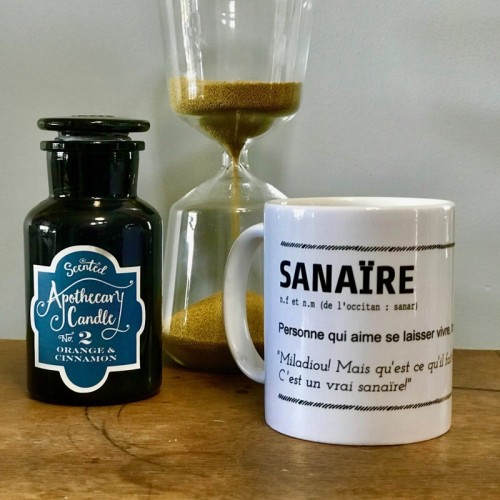 Scented
Apothecary
Candle
No. 2
ORANGE &
CINNAMON
SANAÏRE
n.f et n.m (de l'occitan : sanar)
Personne qui aime se laisser vivre,
"Miladiou! Mais qu'est ce qu'il
C'est un vrai sanaïre!"